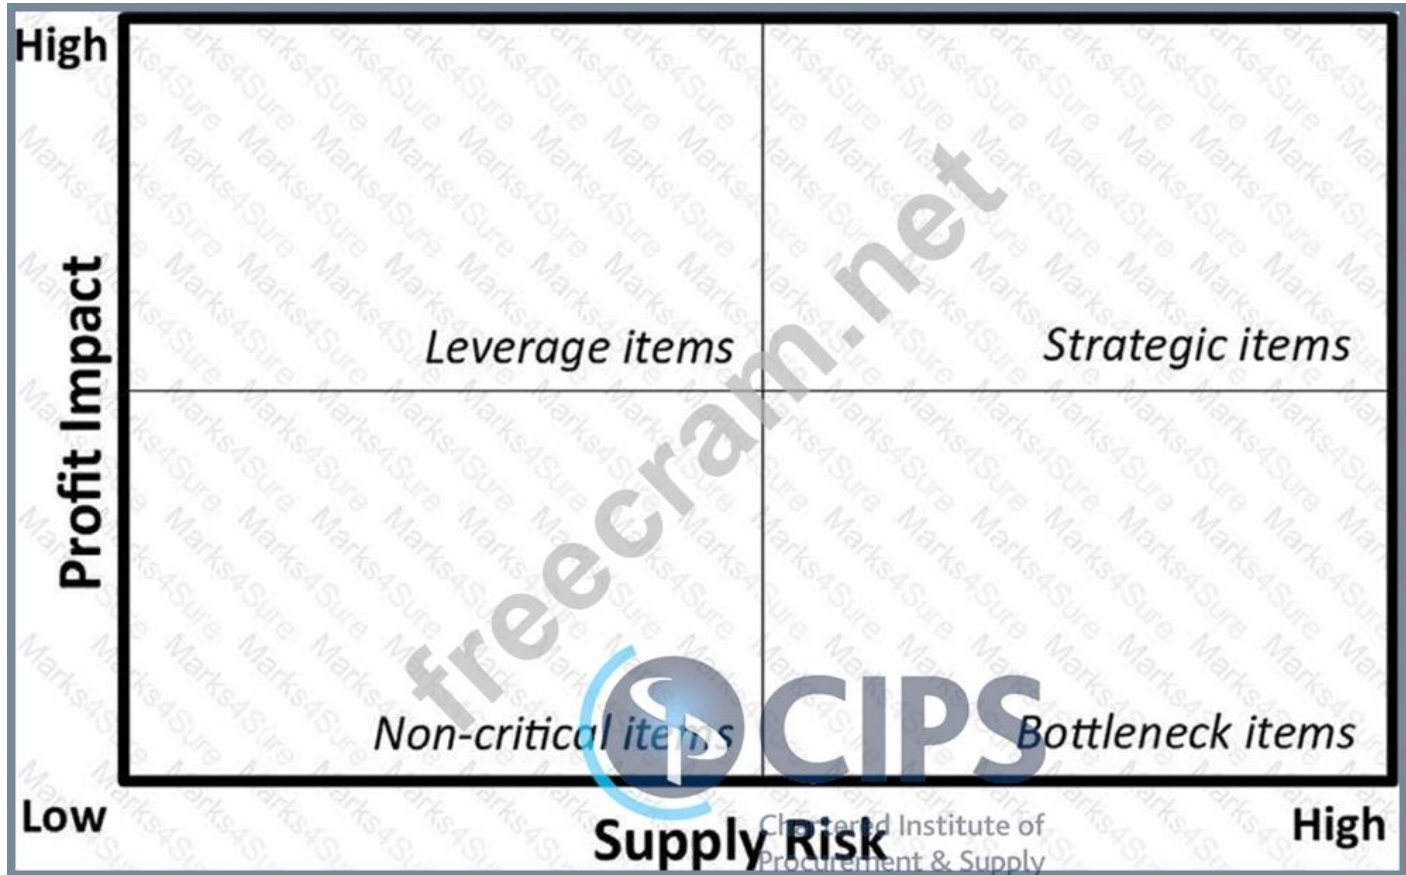 High
Profit Impact
Leverage items
Strategic items
freecram.net
Non-critical items
Bottleneck items
CIPS
Low
Supply Risk
High
Chartered Institute of
Procurement & Supply
Marks4Sure